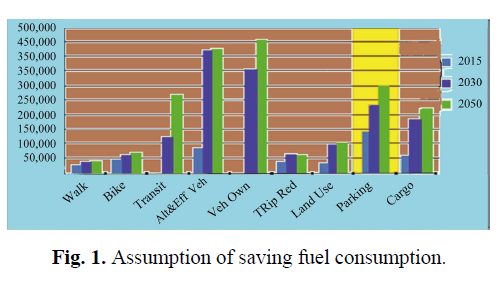 500,000
450,000
350,000
350,000
300,000
250,000
200,000
150,000
100,000
50,000
2015
2030
2050
Walk
Bike
Transit
Alt&Eff Veh
Veh Own
TRip Red
Land Use
Parking
Cargo
Fig. 1. Assumption of saving fuel consumption.